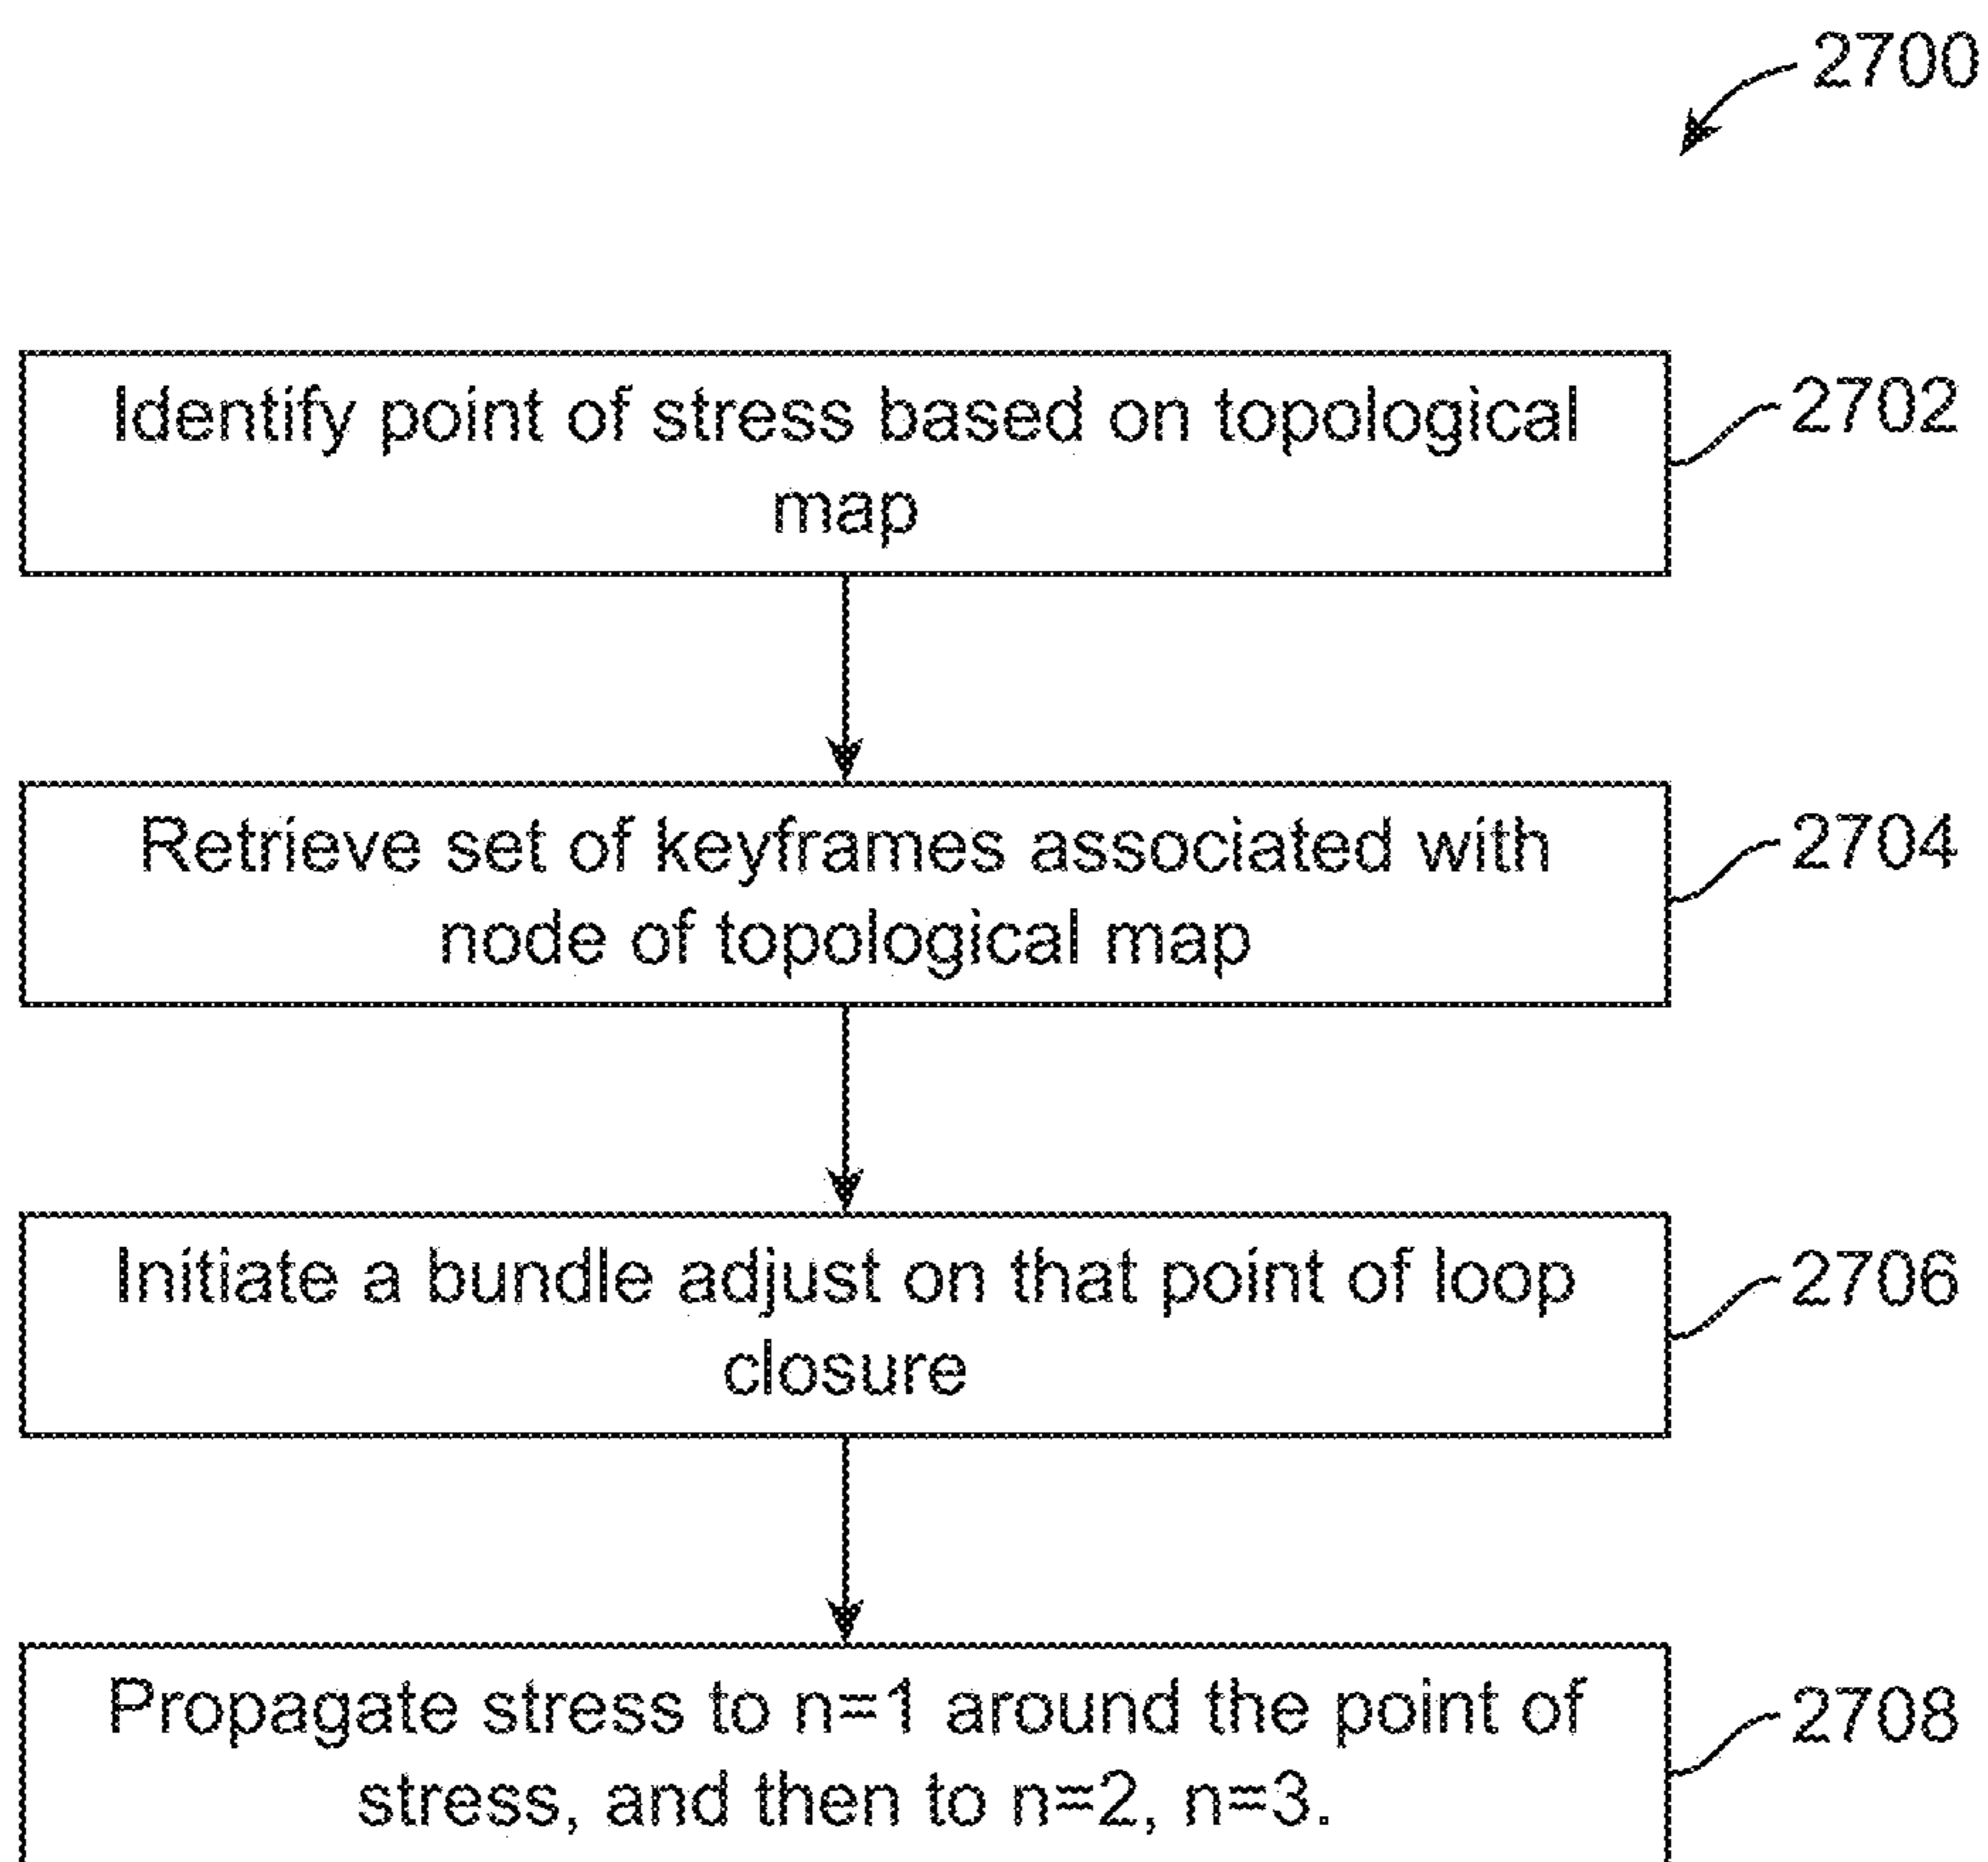 2700
Identify point of stress based on topological
map
2702
Retrieve set of keyframes associated with
node of topological map
2704
Initiate a bundle adjust on that point of loop
closure
2706
Propagate stress to n=1 around the point of
stress, and then to n=2, n=3.
2708